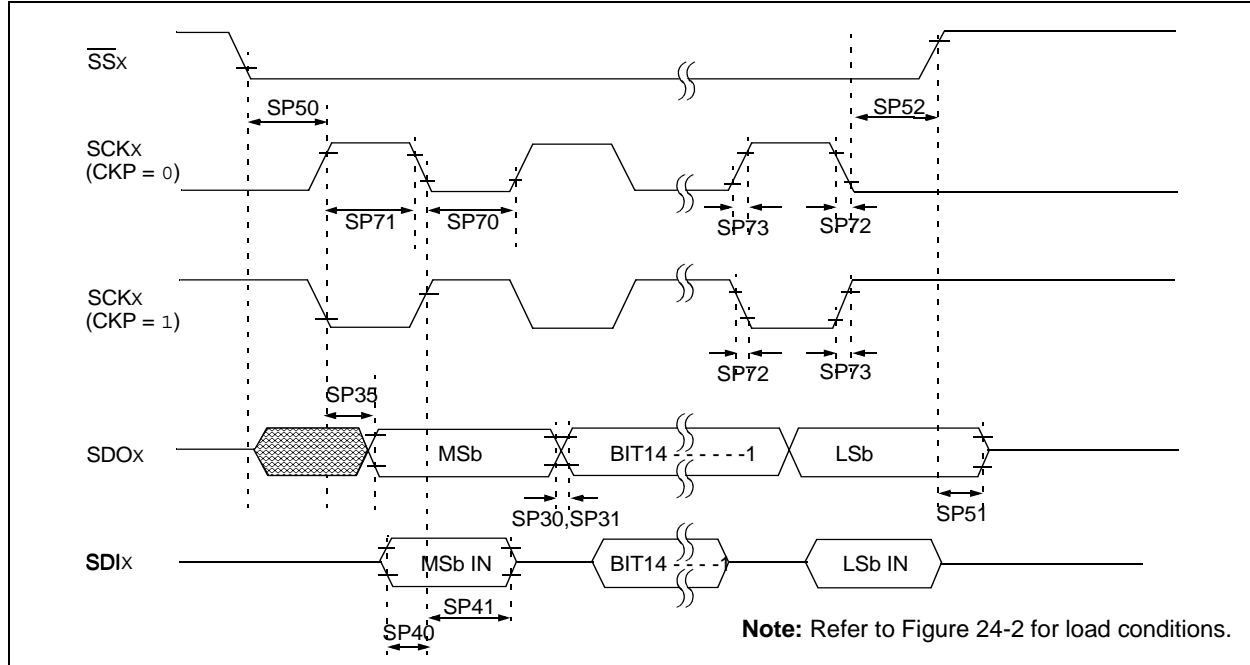 SSX
SP50
SP52
SCKX
(CKP = 0)
SP71
SP70
SP73
SP72
SCKX
(CKP = 1)
SP72
SP73
SP35
SDOX
MSb
BIT14 - - - - - -1
LSb
SP30,SP31
SP51
SDIX
MSb IN
BIT14 - - - - -1
LSb IN
SP41
SP40
Note: Refer to Figure 24-2 for load conditions.